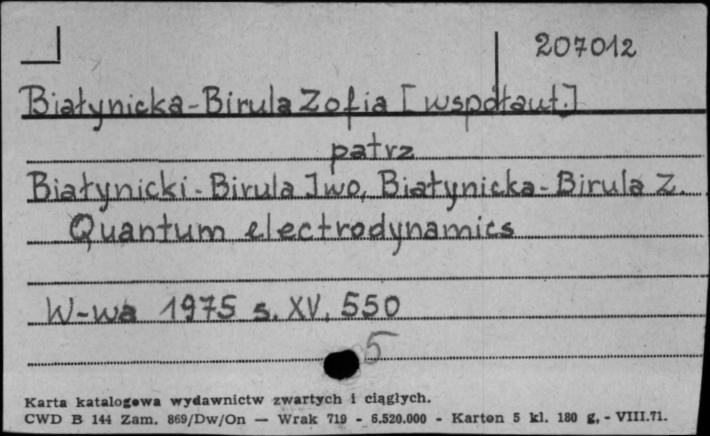 207012
Białynicka-Birula Zofia [współaut.]
patrz
Białynicki-Birula Iwo, Białynicka-Birula Z.
Quantum electrodynamics
W-wa 1975 s. XV, 550
5
Karta katalogowa wydawnictw zwartych i ciągłych.
CWD B 144 Zam. 869/Dw/On — Wrak 719 - 6.520.000 - Karton 5 kl. 180 g. - VIII.71.